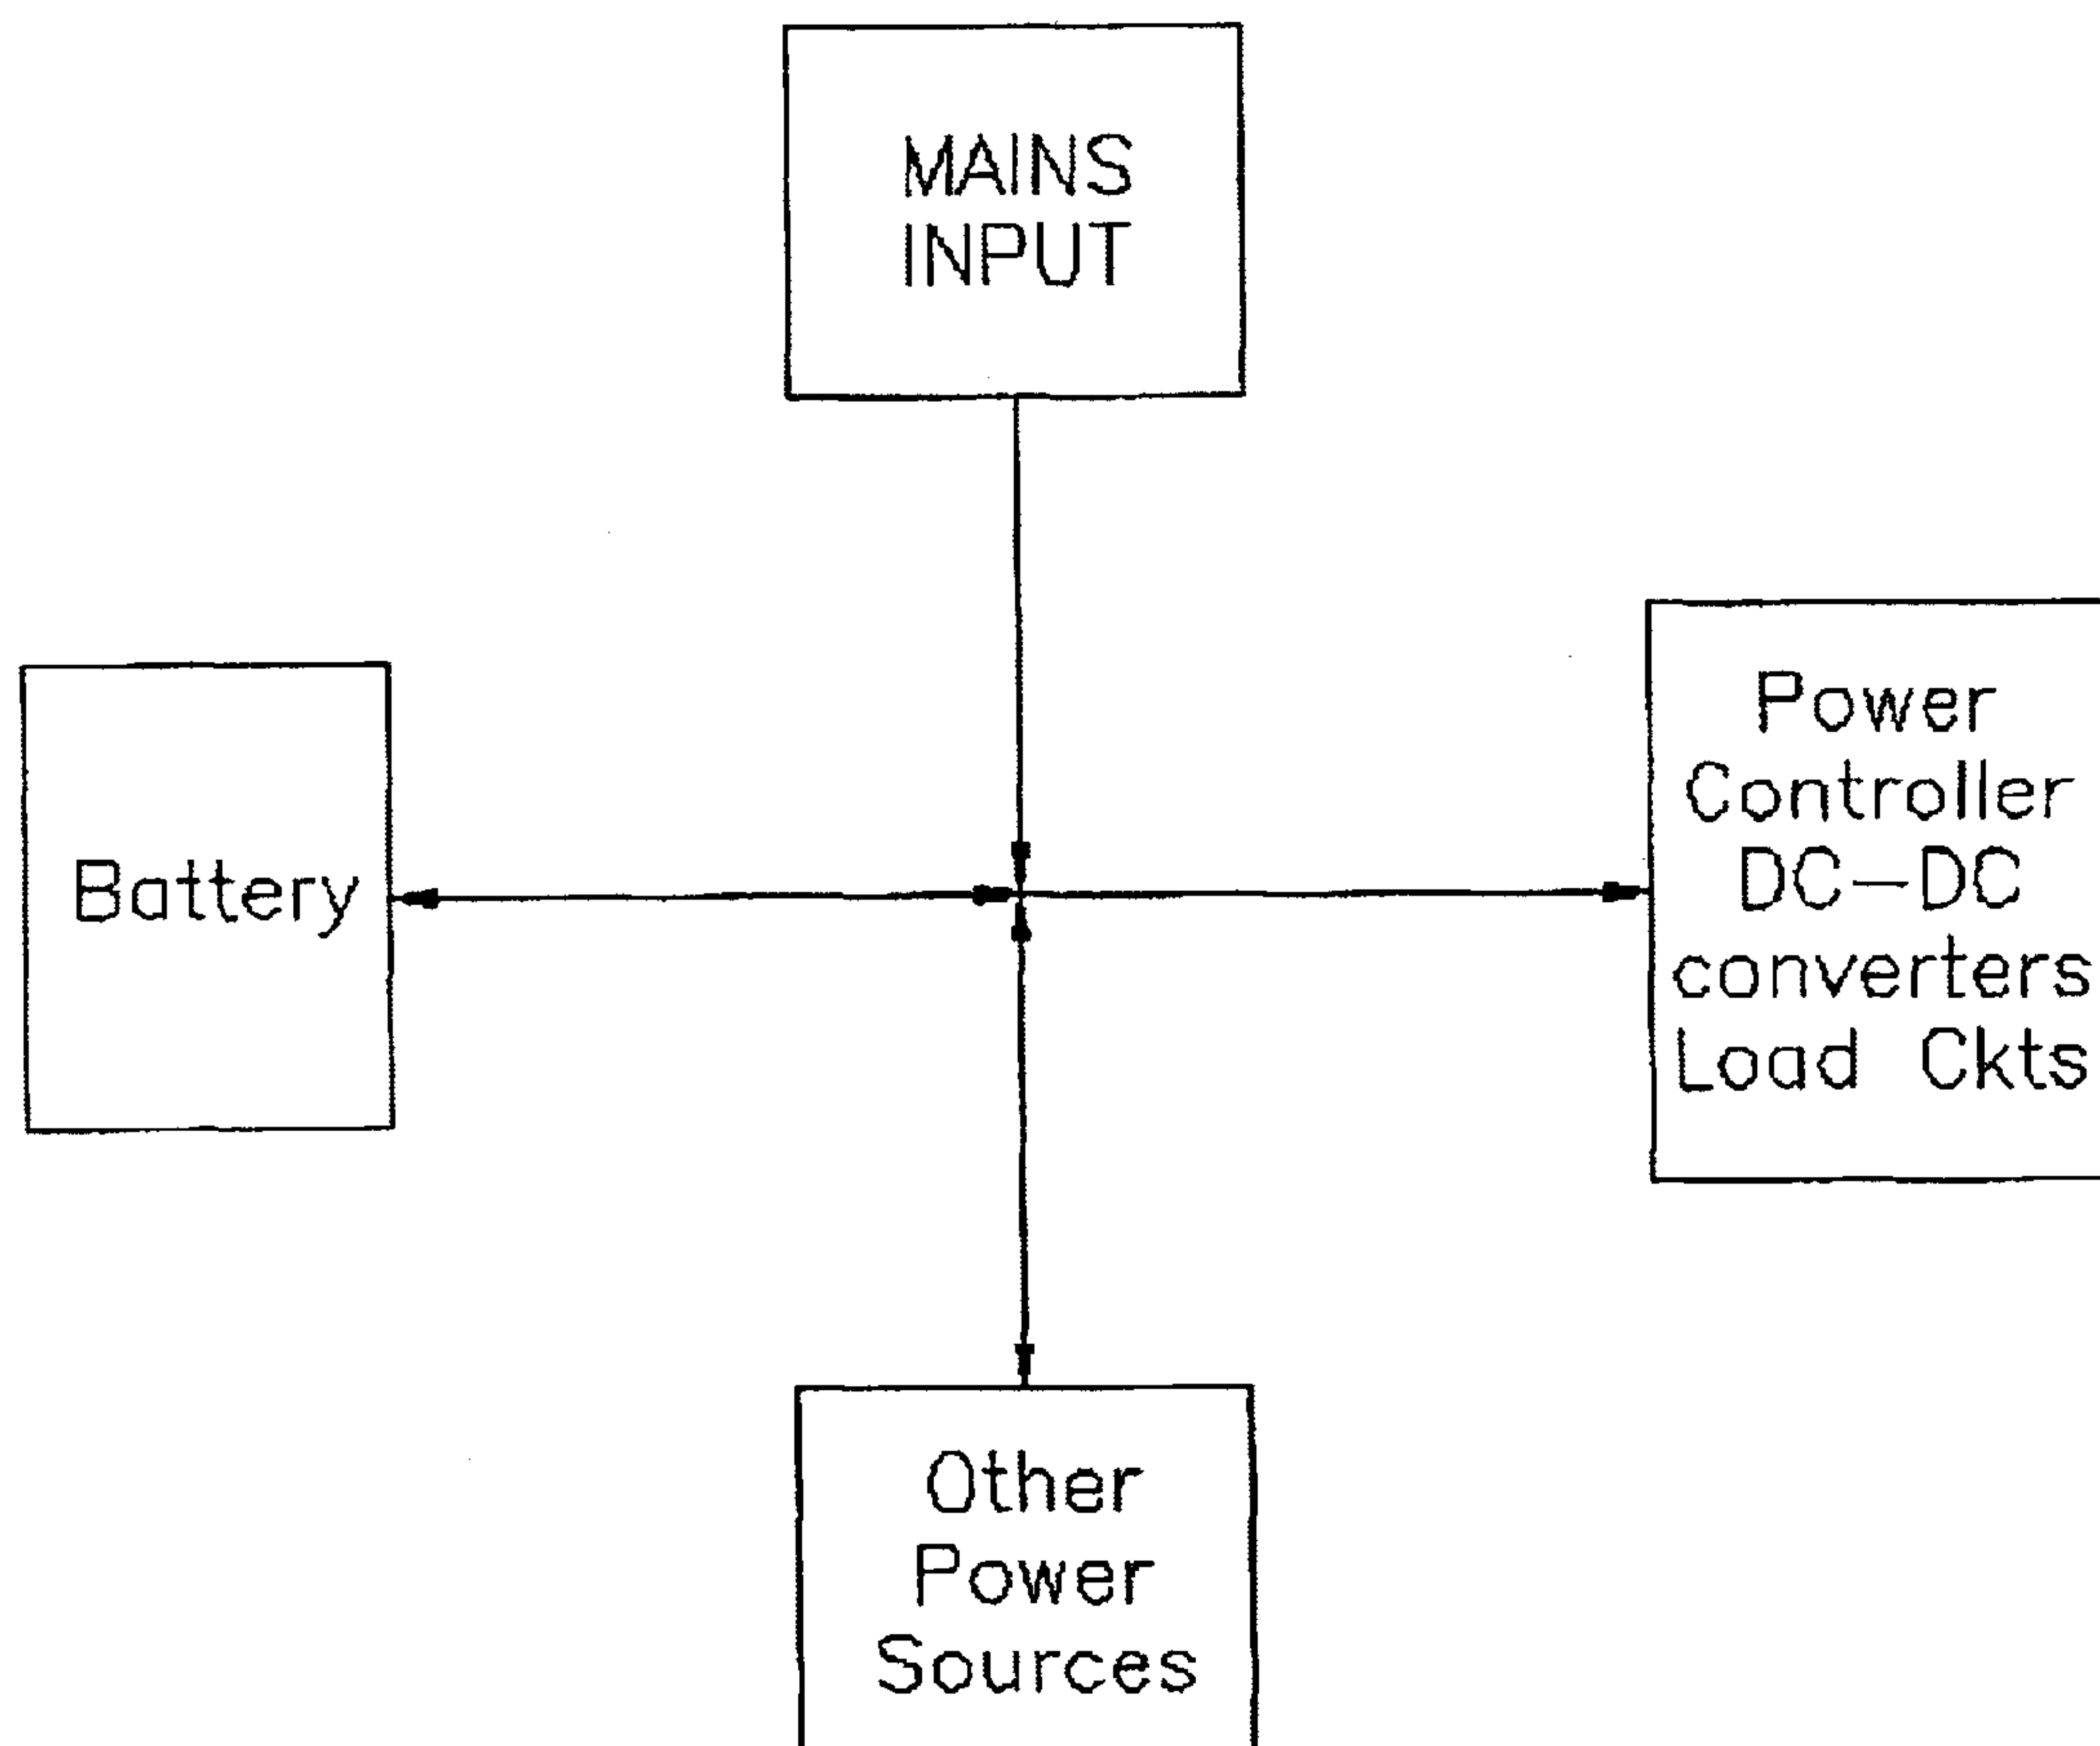 MAINS
INPUT
Battery
Power
Controller
DC-DC
converters
Load Ckts
Other
Power
Sources